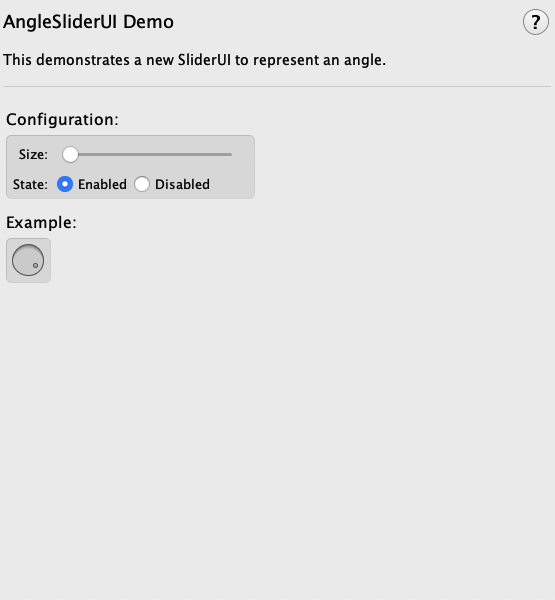 AngleSliderUI Demo
?
This demonstrates a new SliderUI to represent an angle.
Configuration:
Size:
State: Enabled Disabled
Example: